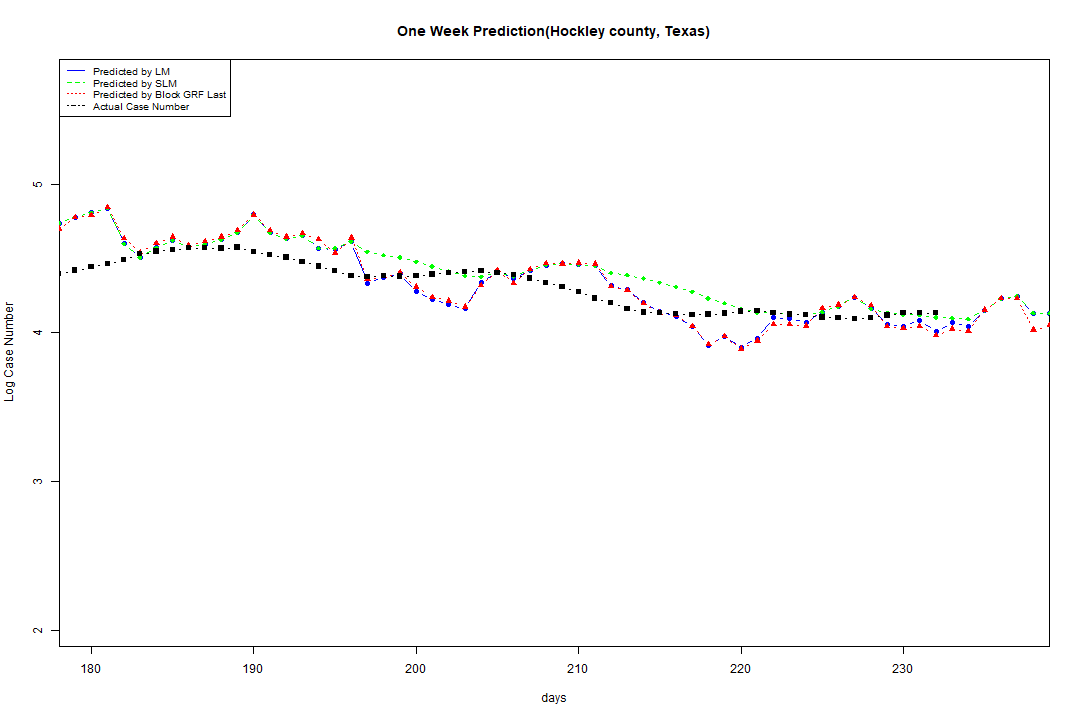 One Week Prediction(Hockley county, Texas)
Predicted by LM
Predicted by SLM
Predicted by Block GRF Last
Actual Case Number
Log Case Number
5
4
3
2
180 190 200 210 220 230
days